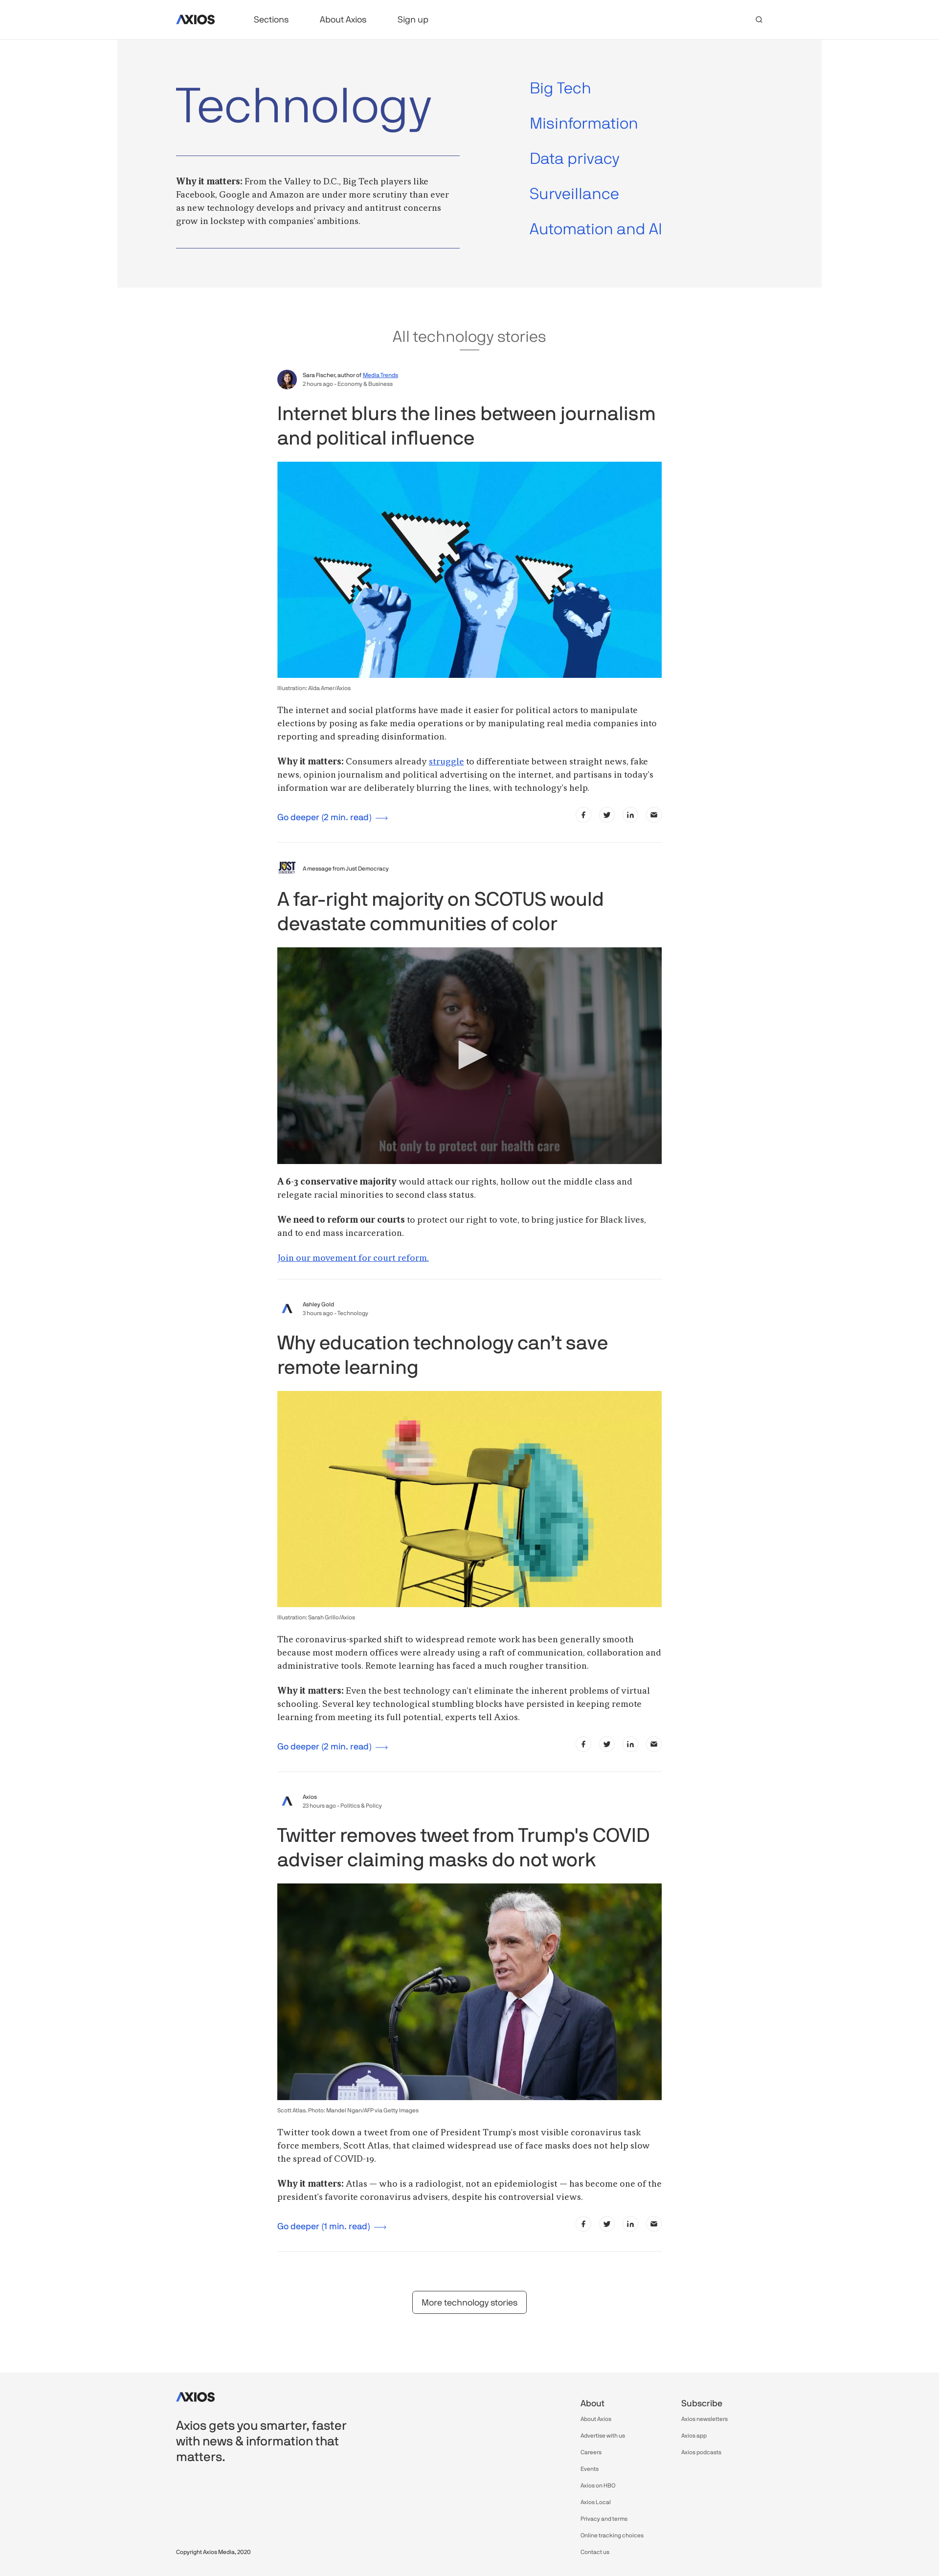 AXIOS
Sections
About Axios
Sign up
Technology
Why it matters: From the Valley to D.C., Big Tech players like
Facebook, Google and Amazon are under more scrutiny than ever
as new technology develops and privacy and antitrust concerns
grow in lockstep with companies' ambitions.
Big Tech
Misinformation
Data privacy
Surveillance
Automation and AI
All technology stories
Sara Fischer, author of Media Trends
2 hours ago - Economy & Business
Internet blurs the lines between journalism
and political influence
Illustration: Aïda Amer/Axios
The internet and social platforms have made it easier for political actors to manipulate
elections by posing as fake media operations or by manipulating real media companies into
reporting and spreading disinformation.
Why it matters: Consumers already struggle to differentiate between straight news, fake
news, opinion journalism and political advertising on the internet, and partisans in today's
information war are deliberately blurring the lines, with technology's help.
Go deeper (2 min. read)
JUST
A message from Just Democracy
A far-right majority on SCOTUS would
devastate communities of color
Not only to protect our health care
A 6-3 conservative majority would attack our rights, hollow out the middle class and
relegate racial minorities to second class status.
We need to reform our courts to protect our right to vote, to bring justice for Black lives,
and to end mass incarceration.
Join our movement for court reform.
Ashley Gold
3 hours ago - Technology
Why education technology can't save
remote learning
Illustration: Sarah Grillo/Axios
The coronavirus-sparked shift to widespread remote work has been generally smooth
because most modern offices were already using a raft of communication, collaboration and
administrative tools. Remote learning has faced a much rougher transition.
Why it matters: Even the best technology can't eliminate the inherent problems of virtual
schooling. Several key technological stumbling blocks have persisted in keeping remote
learning from meeting its full potential, experts tell Axios.
Go deeper (2 min. read)
Axios
23 hours ago - Politics & Policy
Twitter removes tweet from Trump's COVID
adviser claiming masks do not work
Scott Atlas. Photo: Mandel Ngan/AFP via Getty Images
Twitter took down a tweet from one of President Trump's most visible coronavirus task
force members, Scott Atlas, that claimed widespread use of face masks does not help slow
the spread of COVID-19.
Why it matters: Atlas — who is a radiologist, not an epidemiologist — has become one of the
president's favorite coronavirus advisers, despite his controversial views.
Go deeper (1 min. read)
More technology stories
AXIOS
Axios gets you smarter, faster
with news & information that
matters.
About
About Axios
Advertise with us
Careers
Events
Axios on HBO
Axios Local
Privacy and terms
Online tracking choices
Contact us
Subscribe
Axios newsletters
Axios app
Axios podcasts
Copyright Axios Media, 2020